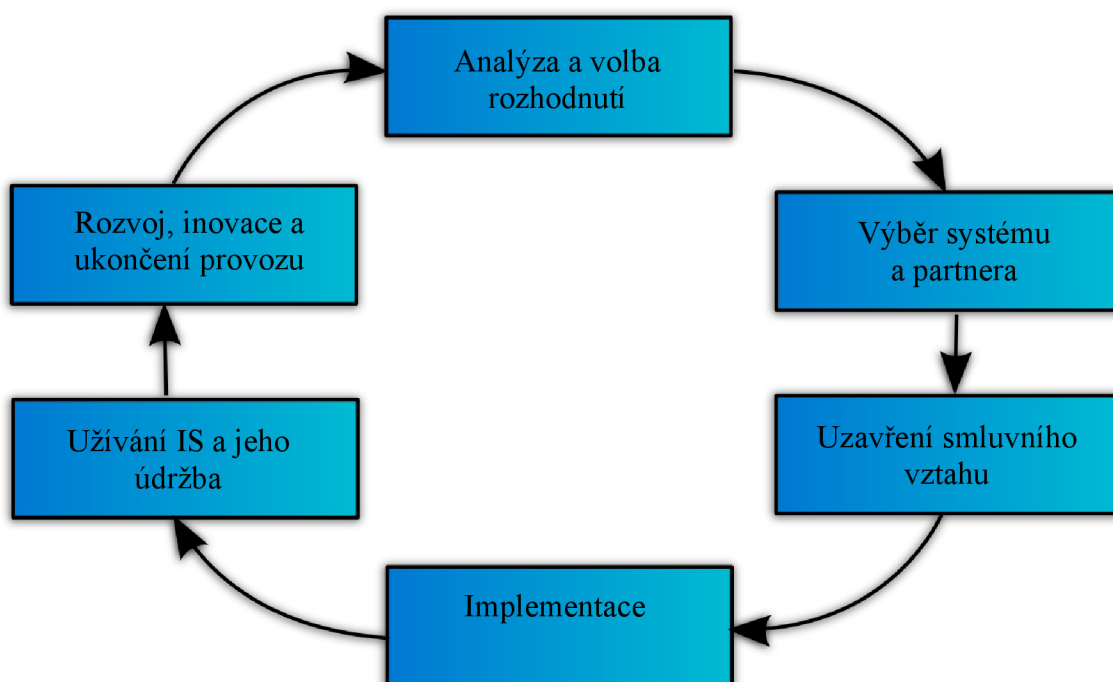 Analýza a volba
rozhodnutí
Výběr systému
a partnera
Uzavření smluvního
vztahu
Implementace
Užívání IS a jeho
údržba
Rozvoj, inovace a
ukončení provozu